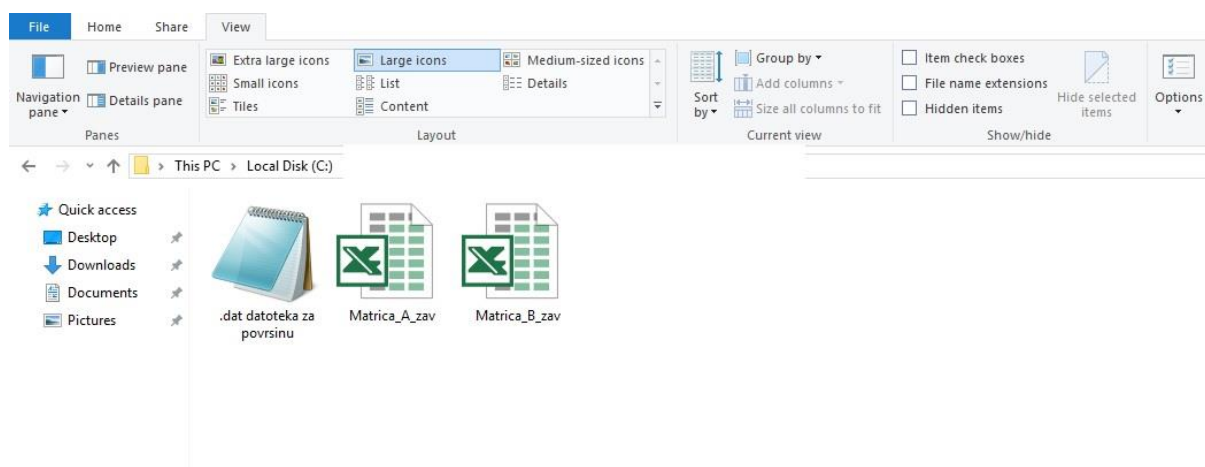 File Home Share View
Navigation pane
Preview pane
Details pane
Panes
Extra large icons Large icons Medium-sized icons
Small icons List Details
Tiles Content
Layout
Sort by
Group by
Add columns
Size all columns to fit
Current view
Item check boxes
File name extensions
Hidden items
Hide selected items
Show/hide
Options
This PC > Local Disk (C:)
Quick access
Desktop
Downloads
Documents
Pictures
.dat datoteka za
povrsinu
Matrica_A_zav
Matrica_B_zav